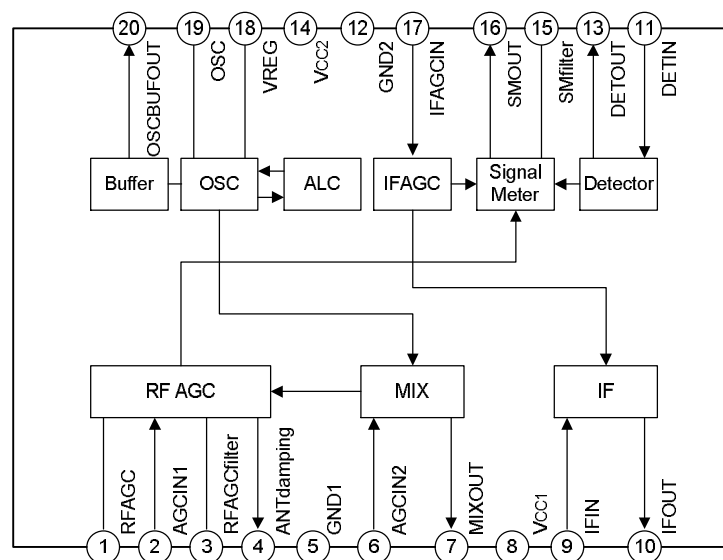 20 19 18 14 12 17 16 15 13 11
OSCBUFOUT
OSC
VREG
VCC2
GND2
IFAGCIN
SMOUT
SMfilter
DETOUT
DETIN
Buffer
OSC
ALC
IFAGC
Signal
Meter
Detector
RF AGC
MIX
IF
RFAGC
AGCIN1
RFAGCfilter
ANTdamping
GND1
AGCIN2
MIXOUT
VCC1
IFIN
IFOUT
1 2 3 4 5 6 7 8 9 10